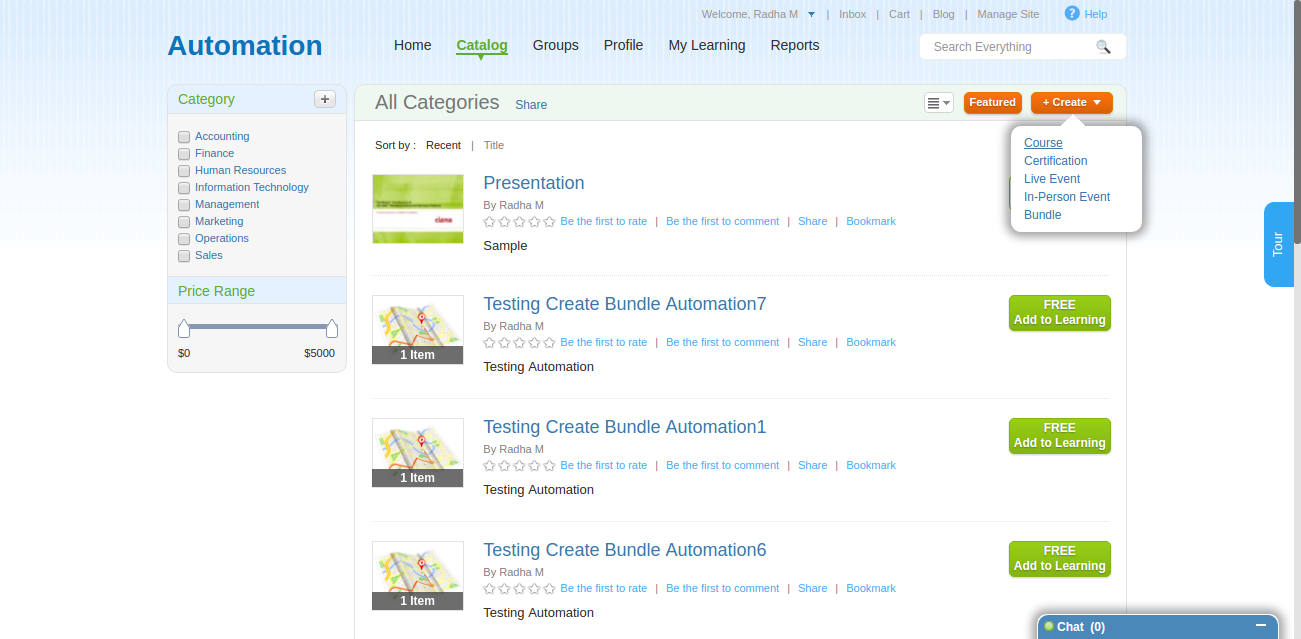 Welcome, Radha M | Inbox | Cart | Blog | Manage Site ? Help
Automation
Home Catalog Groups Profile My Learning Reports
Search Everything
Category +
Accounting
Finance
Human Resources
Information Technology
Management
Marketing
Operations
Sales
Price Range
$0 $5000
All Categories Share
Featured + Create
Course
Certification
Live Event
In-Person Event
Bundle
Sort by : Recent | Title
Presentation
By Radha M
Be the first to rate | Be the first to comment | Share | Bookmark
Sample
Testing Create Bundle Automation7
By Radha M
Be the first to rate | Be the first to comment | Share | Bookmark
Testing Automation
1 Item
FREE
Add to Learning
Testing Create Bundle Automation1
By Radha M
Be the first to rate | Be the first to comment | Share | Bookmark
Testing Automation
1 Item
FREE
Add to Learning
Testing Create Bundle Automation6
By Radha M
Be the first to rate | Be the first to comment | Share | Bookmark
Testing Automation
1 Item
FREE
Add to Learning
Tour
Chat (0)